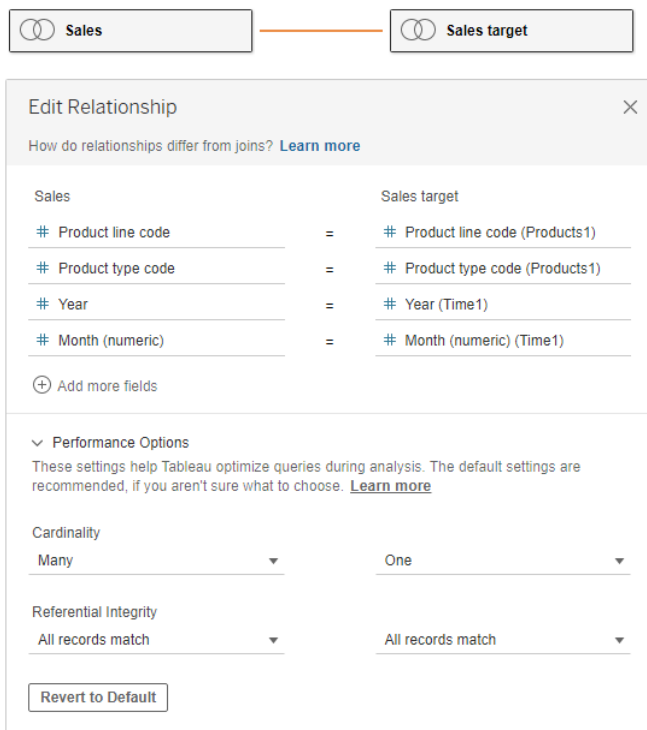 Sales
Sales target
Edit Relationship
How do relationships differ from joins? Learn more
Sales
Sales target
# Product line code = # Product line code (Products1)
# Product type code = # Product type code (Products1)
# Year = # Year (Time1)
# Month (numeric) = # Month (numeric) (Time1)
Add more fields
Performance Options
These settings help Tableau optimize queries during analysis. The default settings are
recommended, if you aren't sure what to choose. Learn more
Cardinality
Many
One
Referential Integrity
All records match
All records match
Revert to Default